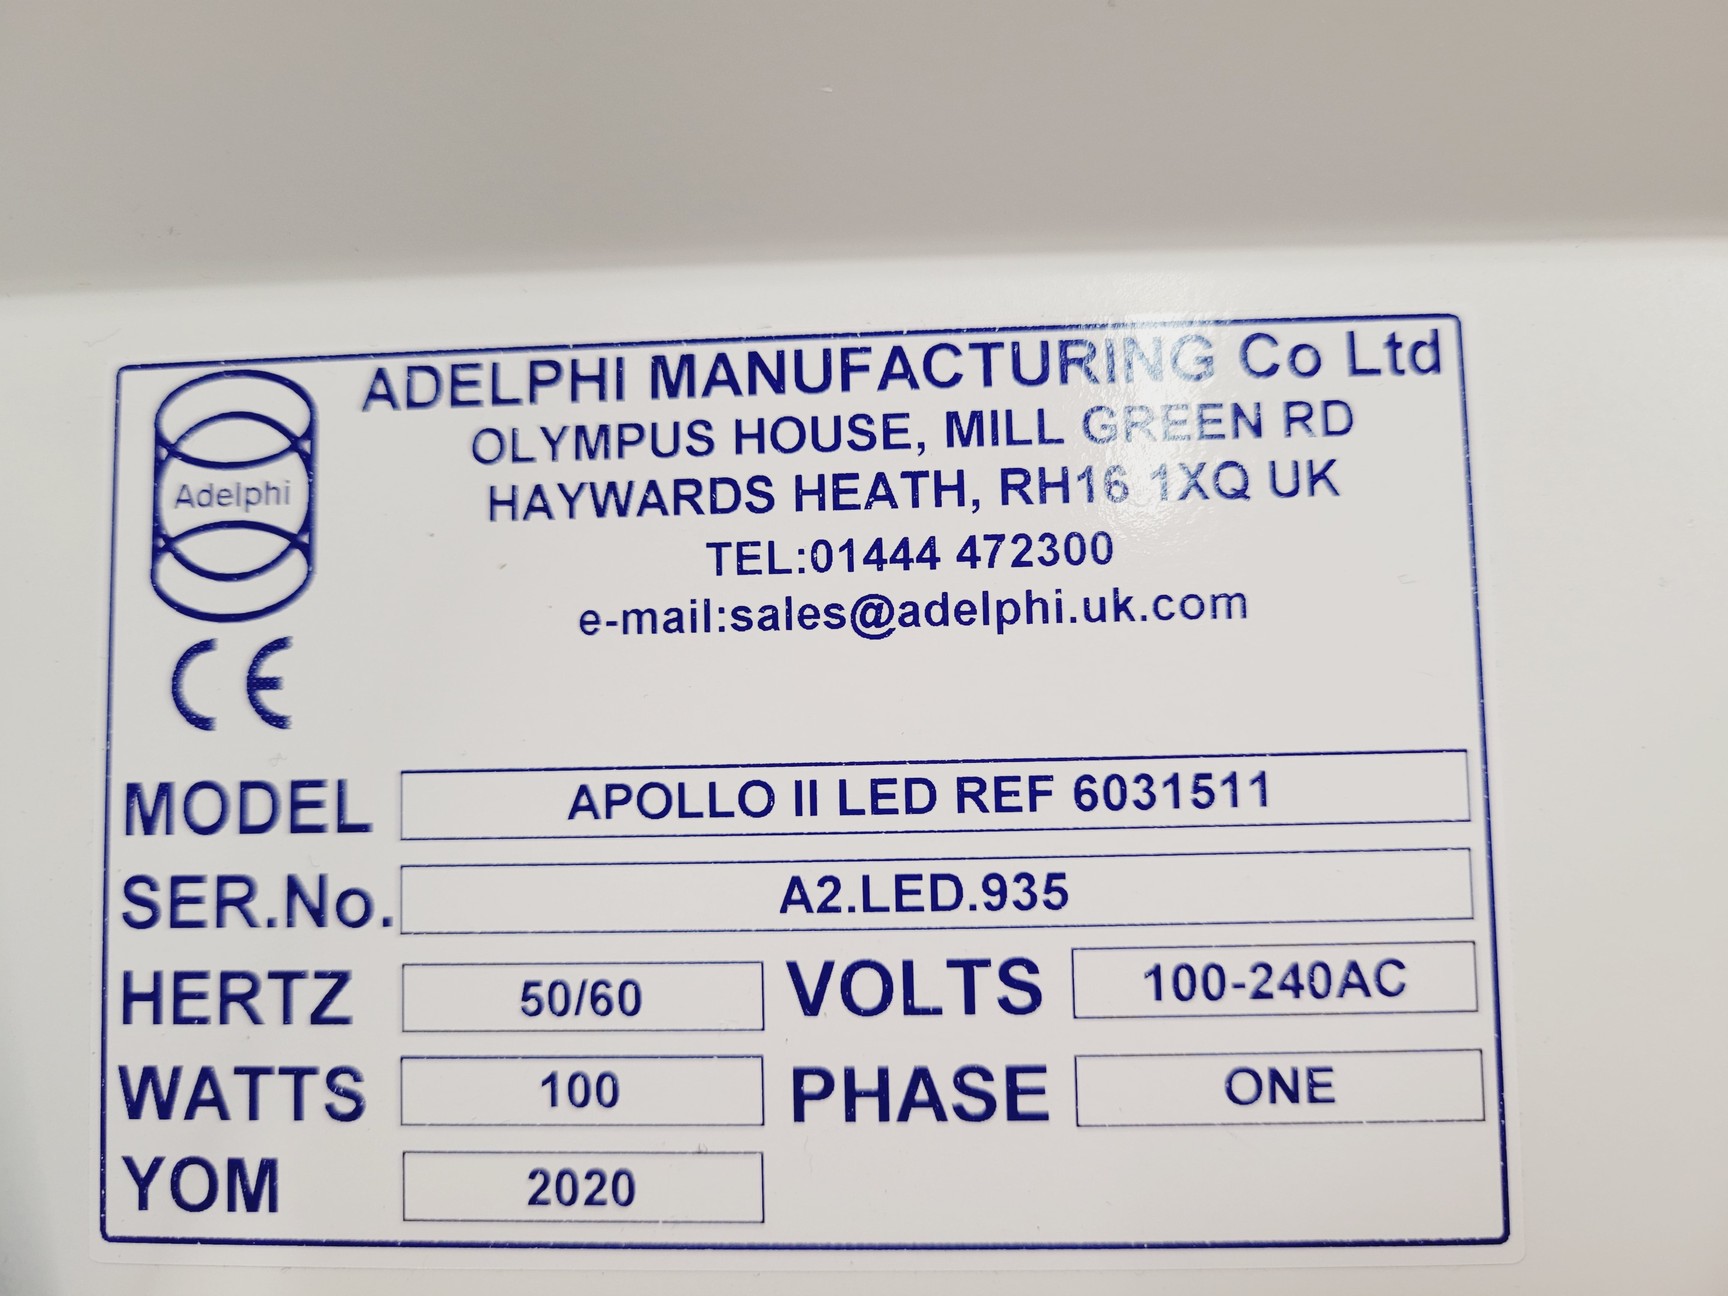 ADELPHI MANUFACTURING Co Ltd
OLYMPUS HOUSE, MILL GREEN RD
HAYWARDS HEATH, RH16 1XQ UK
TEL:01444 472300
e-mail:sales@adelphi.uk.com
Adelphi
CE
MODEL APOLLO II LED REF 6031511
SER.No. A2.LED.935
HERTZ 50/60 VOLTS 100-240AC
WATTS 100 PHASE ONE
YOM 2020